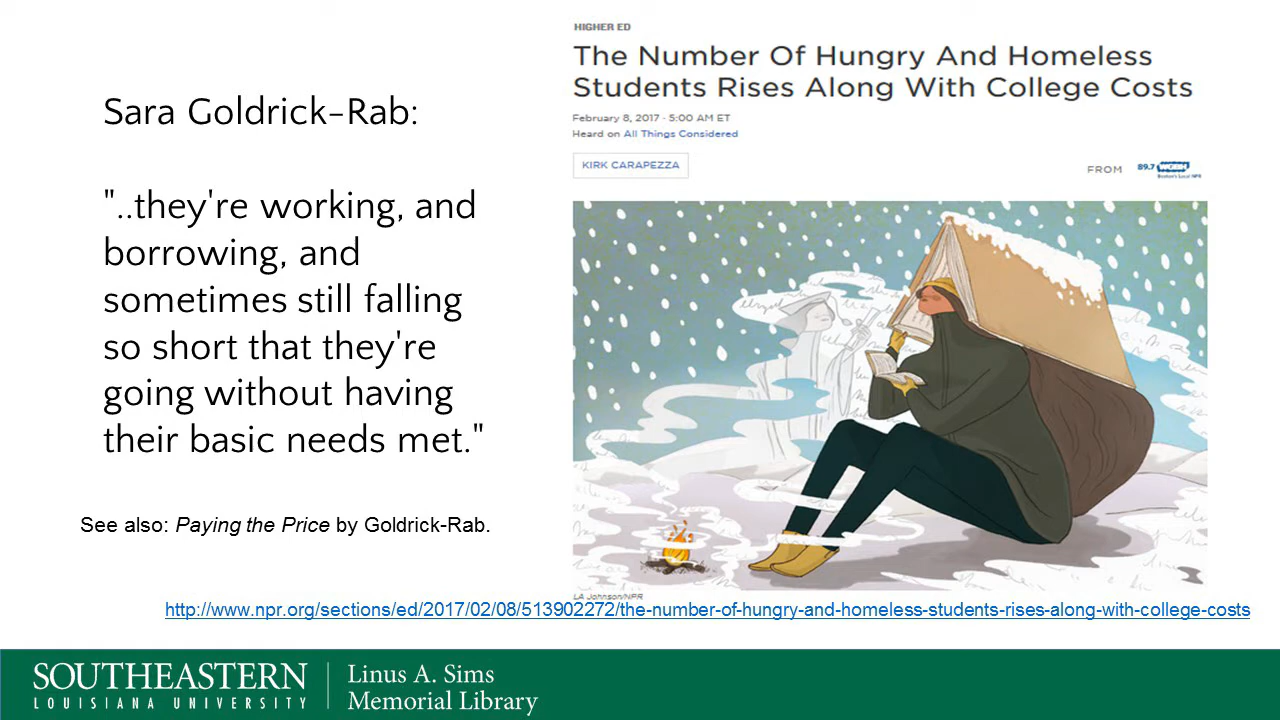 Sara Goldrick-Rab:
"..they're working, and
borrowing, and
sometimes still falling
so short that they're
going without having
their basic needs met."
See also: Paying the Price by Goldrick-Rab.
HIGHER ED
The Number Of Hungry And Homeless
Students Rises Along With College Costs
February 8, 2017 · 5:00 AM ET
Heard on All Things Considered
KIRK CARAPEZZA
FROM
89.7 WGBH
Boston's Local NPR
LA Johnson/NPR
http://www.npr.org/sections/ed/2017/02/08/513902272/the-number-of-hungry-and-homeless-students-rises-along-with-college-costs
SOUTHEASTERN
LOUISIANA UNIVERSITY
Linus A. Sims
Memorial Library